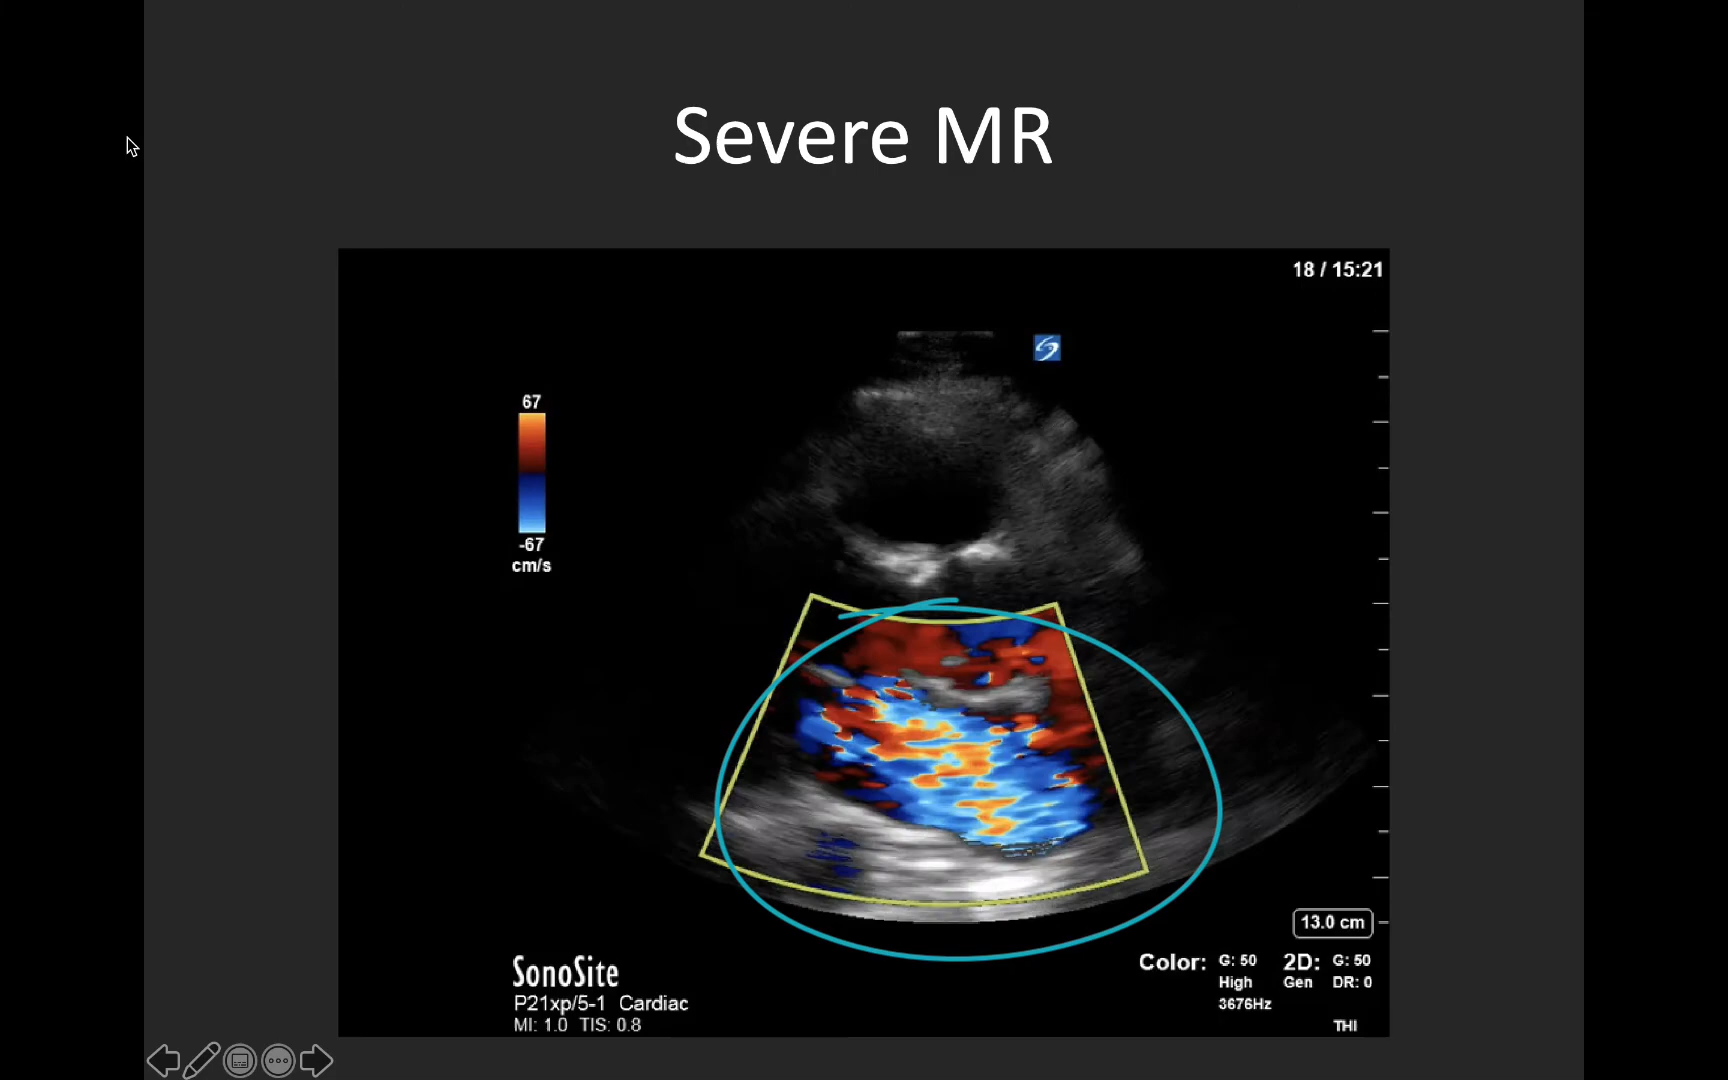 Severe MR
18 / 15:21
67
-67
cm/s
13.0 cm
SonoSite
P21xp/5-1 Cardiac
MI: 1.0 TIS: 0.8
Color: G: 50 2D: G: 50
High Gen DR: 0
3676Hz
THI